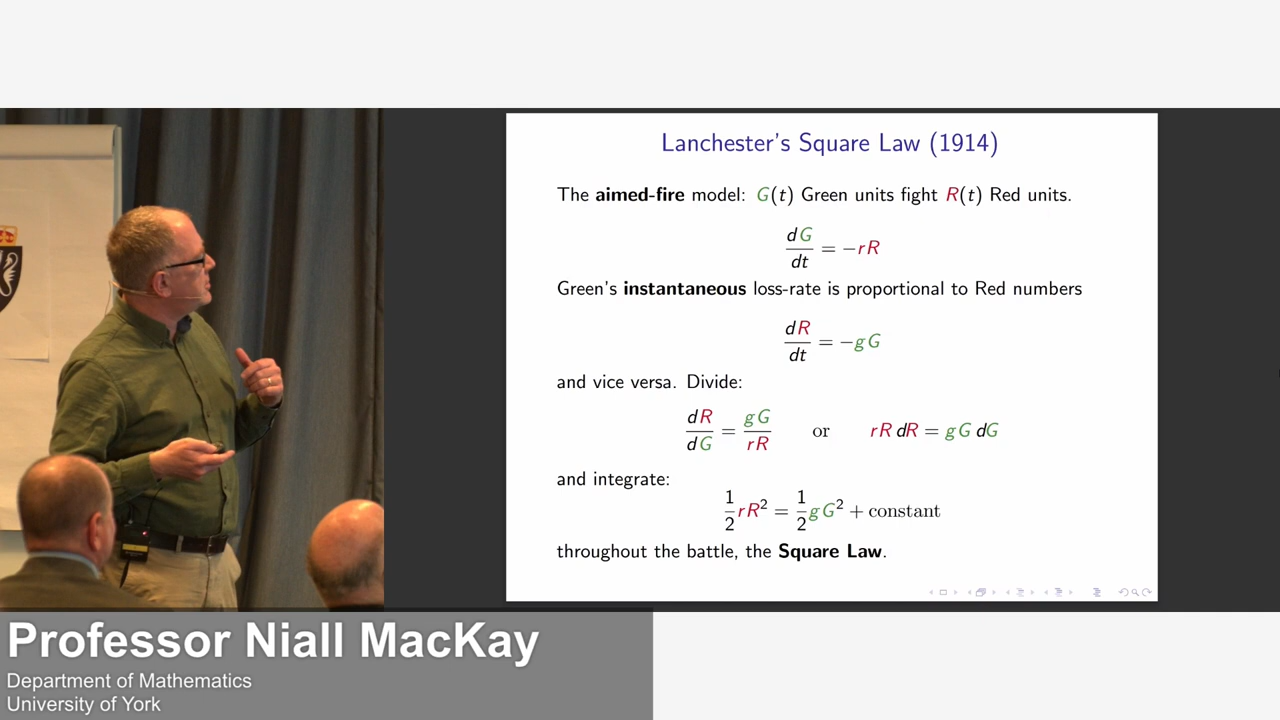 Lanchester's Square Law (1914)
The aimed-fire model: G(t) Green units fight R(t) Red units.
dG/dt = −rR
Green's instantaneous loss-rate is proportional to Red numbers
dR/dt = −gG
and vice versa. Divide:
dR/dG = gG/rR or rR dR = gG dG
and integrate:
1/2 rR² = 1/2 gG² + constant
throughout the battle, the Square Law.
Professor Niall MacKay
Department of Mathematics
University of York